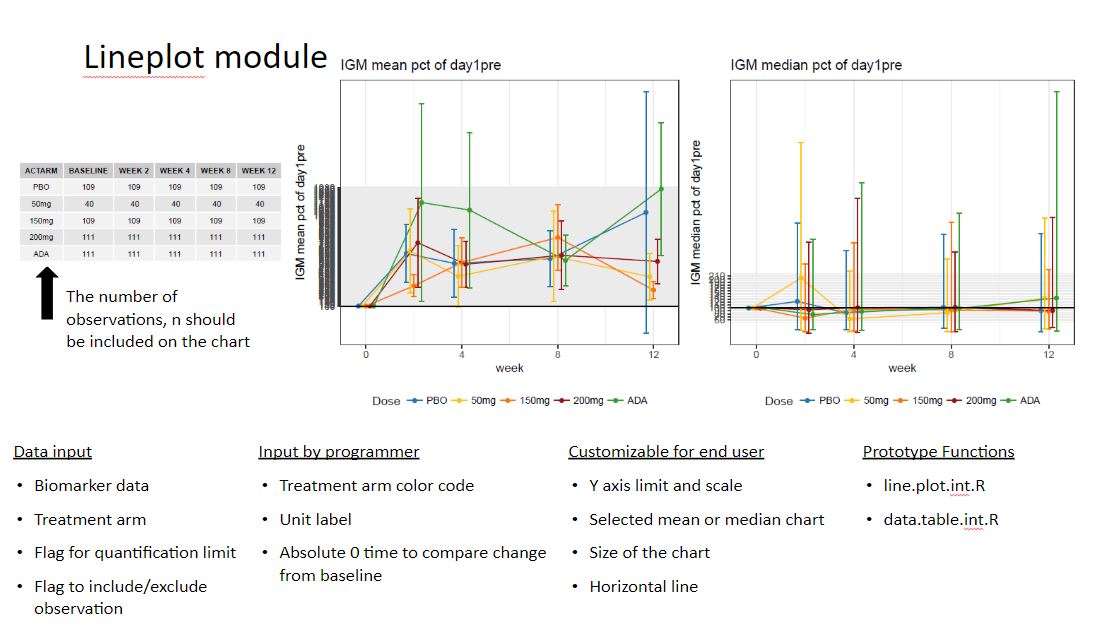 Lineplot module
ACTARM BASELINE WEEK 2 WEEK 4 WEEK 8 WEEK 12
PBO 109 109 109 109 109
50mg 40 40 40 40 40
150mg 109 109 109 109 109
200mg 111 111 111 111 111
ADA 111 111 111 111 111
The number of
observations, n should
be included on the chart
IGM mean pct of day1pre
IGM mean pct of day1pre
0 4 8 12
week
Dose PBO 50mg 150mg 200mg ADA
IGM median pct of day1pre
IGM median pct of day1pre
0 4 8 12
week
Dose PBO 50mg 150mg 200mg ADA
Data input
• Biomarker data
• Treatment arm
• Flag for quantification limit
• Flag to include/exclude
observation
Input by programmer
• Treatment arm color code
• Unit label
• Absolute 0 time to compare change
from baseline
Customizable for end user
• Y axis limit and scale
• Selected mean or median chart
• Size of the chart
• Horizontal line
Prototype Functions
• line.plot.int.R
• data.table.int.R